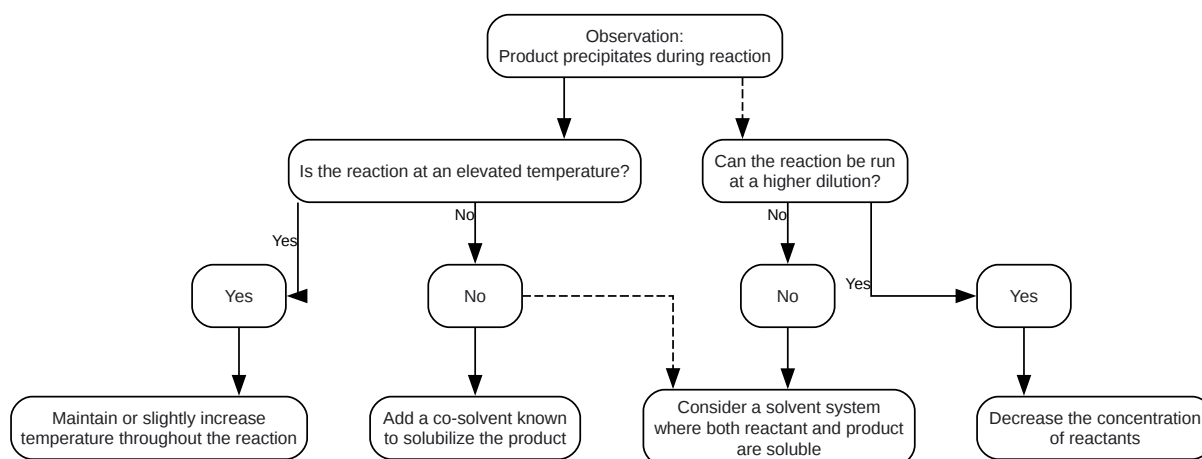 Observation:
Product precipitates during reaction
Is the reaction at an elevated temperature?
Can the reaction be run
at a higher dilution?
Yes
No
No
Yes
Yes
No
No
Yes
Maintain or slightly increase
temperature throughout the reaction
Add a co-solvent known
to solubilize the product
Consider a solvent system
where both reactant and product
are soluble
Decrease the concentration
of reactants